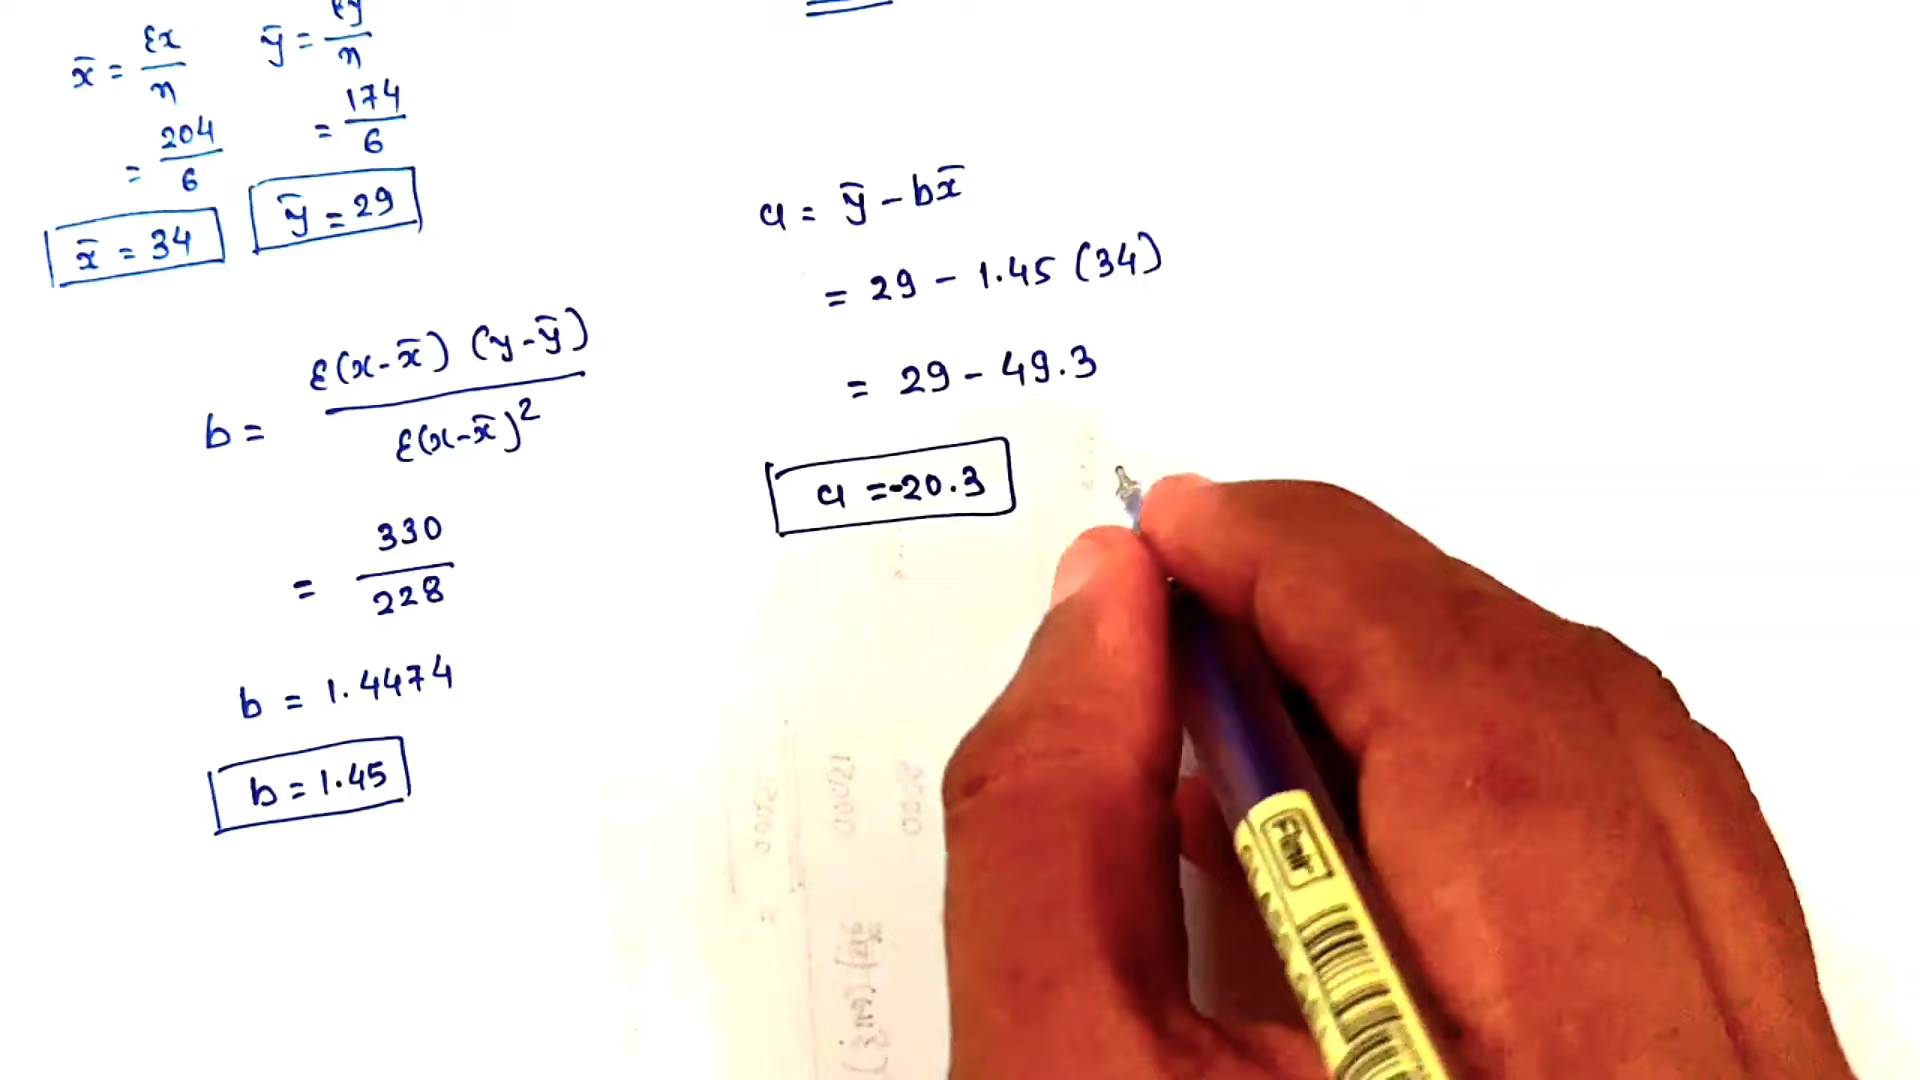 x̄ = Σx/n
= 204/6
x̄ = 34
ȳ = Σy/n
= 174/6
ȳ = 29
b = Σ(x-x̄) (y-ȳ) / Σ(x-x̄)²
= 330/228
b = 1.4474
b = 1.45
a = ȳ - bx̄
= 29 - 1.45 (34)
= 29 - 49.3
a = -20.3
Flair